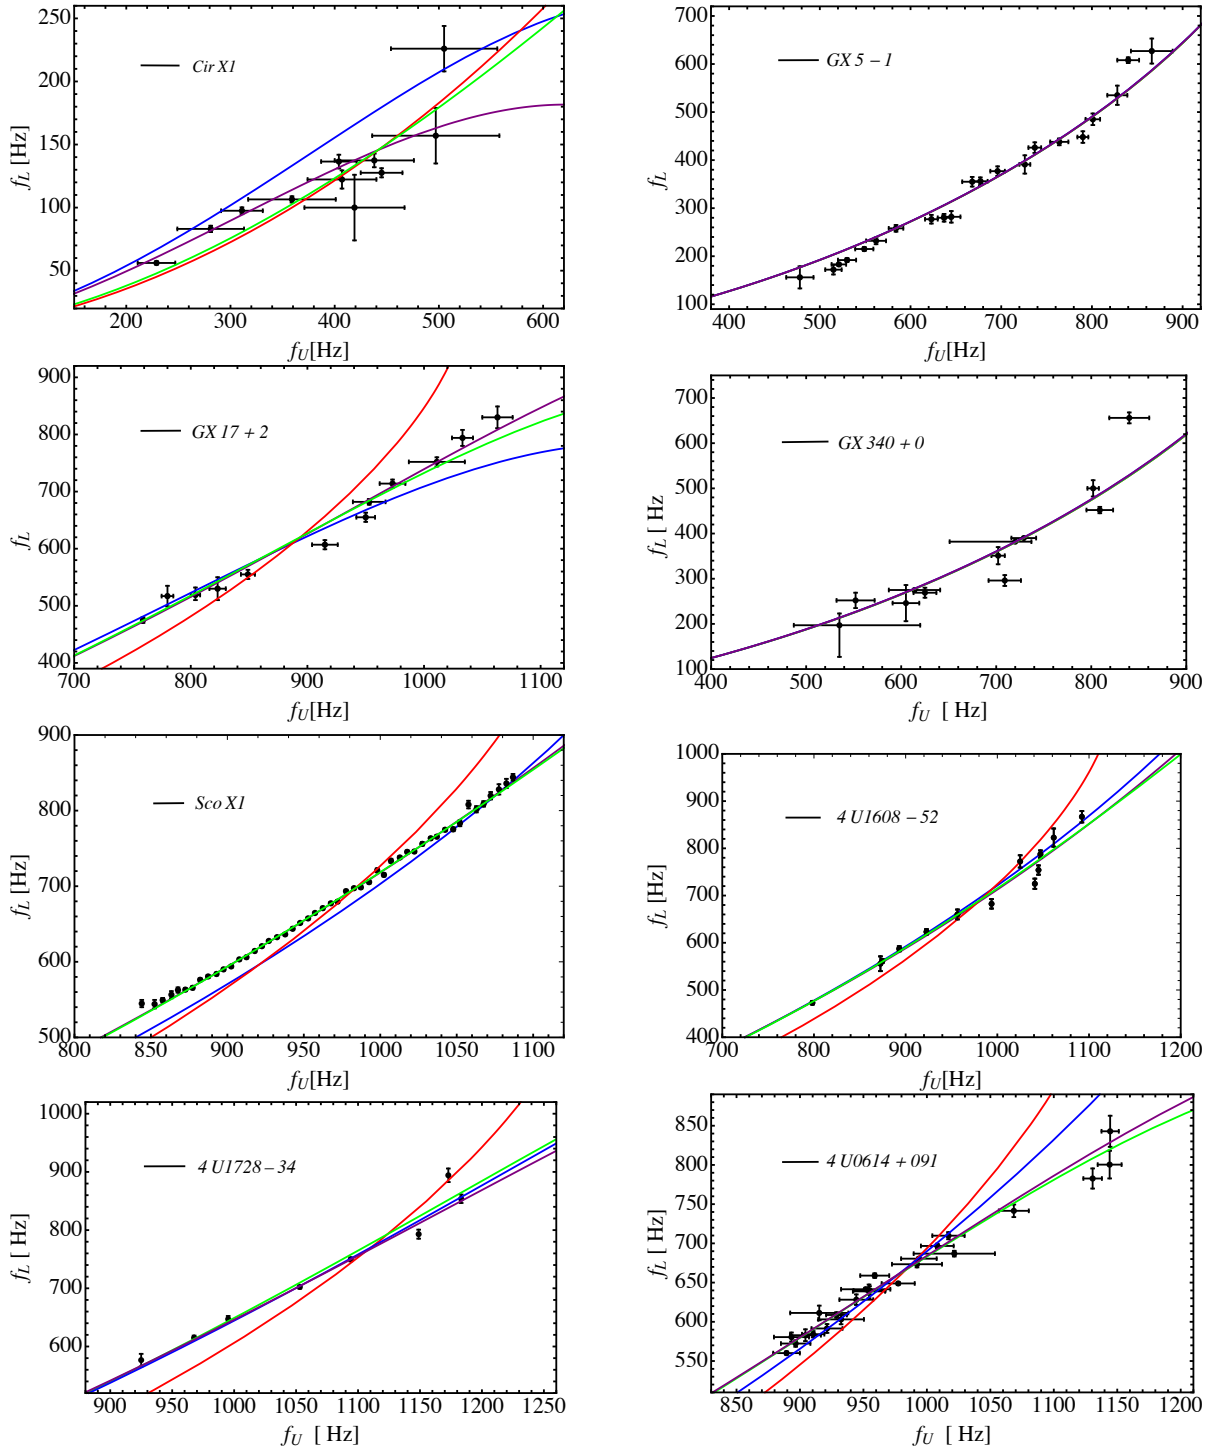 250
200
150
100
50
f_L [Hz]
Cir X1
200 300 400 500 600
f_U[Hz]
700
600
500
400
300
200
100
f_L
GX 5 − 1
400 500 600 700 800 900
f_U[Hz]
900
800
700
600
500
400
f_L
GX 17 + 2
700 800 900 1000 1100
f_U[Hz]
700
600
500
400
300
200
100
f_L [ Hz
GX 340 + 0
400 500 600 700 800 900
f_U [ Hz]
900
800
700
600
500
f_L [Hz]
Sco X1
800 850 900 950 1000 1050 1100
f_U[Hz]
1000
900
800
700
600
500
400
f_L [Hz]
4 U1608 − 52
700 800 900 1000 1100 1200
f_U[Hz]
1000
900
800
700
600
f_L [ Hz]
4 U1728 − 34
900 950 1000 1050 1100 1150 1200 1250
f_U [ Hz]
850
800
750
700
650
600
550
f_L [ Hz]
4 U0614 + 091
850 900 950 1000 1050 1100 1150 1200
f_U [ Hz]